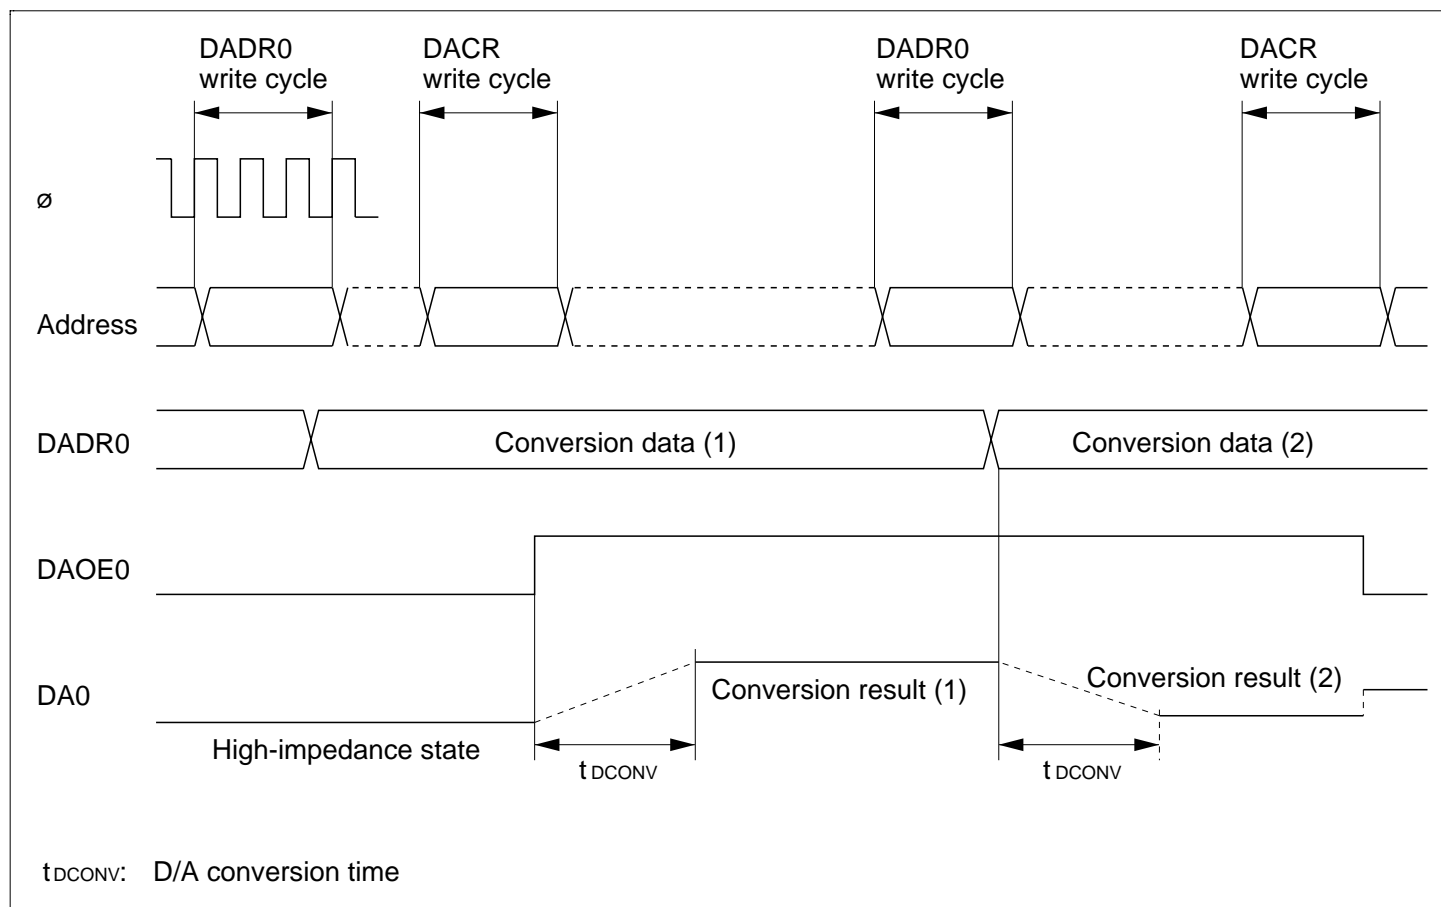 DADR0
write cycle
DACR
write cycle
DADR0
write cycle
DACR
write cycle
ø
Address
DADR0
Conversion data (1)
Conversion data (2)
DAOE0
DA0
Conversion result (1)
Conversion result (2)
High-impedance state
t DCONV
t DCONV
t DCONV: D/A conversion time